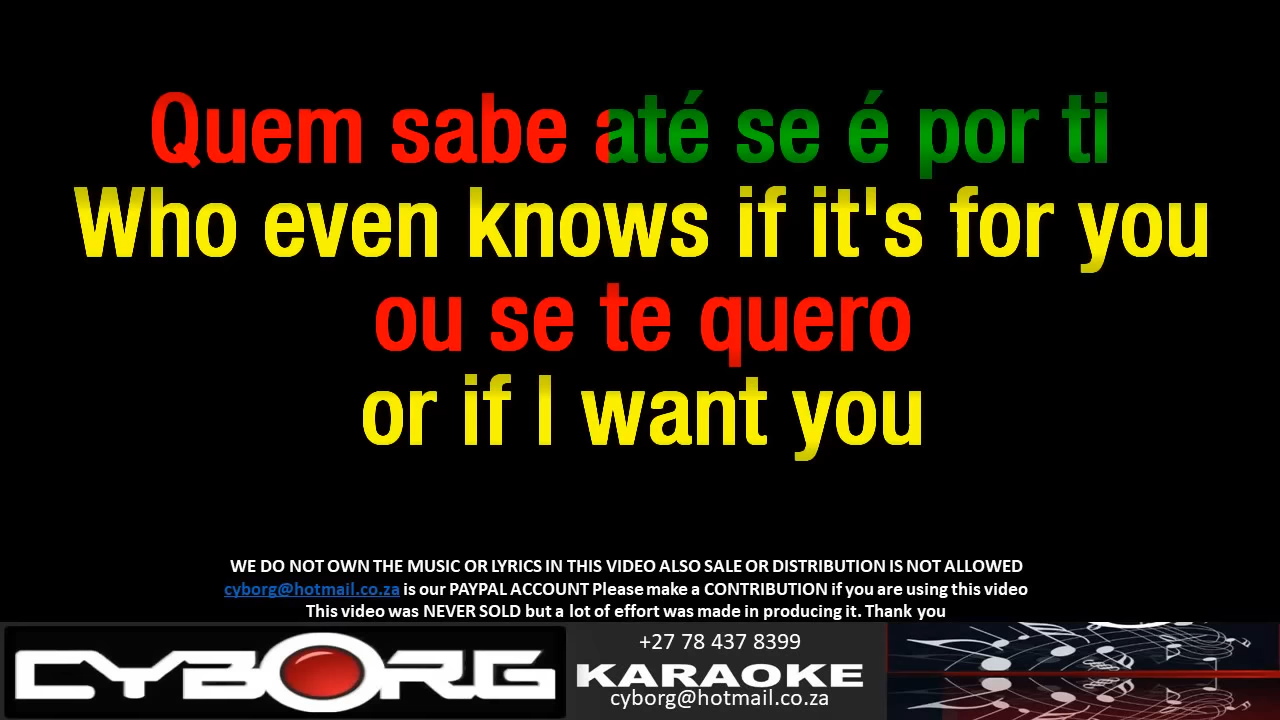 Quem sabe até se é por ti
Who even knows if it's for you
ou se te quero
or if I want you
WE DO NOT OWN THE MUSIC OR LYRICS IN THIS VIDEO ALSO SALE OR DISTRIBUTION IS NOT ALLOWED
cyborg@hotmail.co.za is our PAYPAL ACCOUNT Please make a CONTRIBUTION if you are using this video
This video was NEVER SOLD but a lot of effort was made in producing it. Thank you
CYBORG
+27 78 437 8399
KARAOKE
cyborg@hotmail.co.za